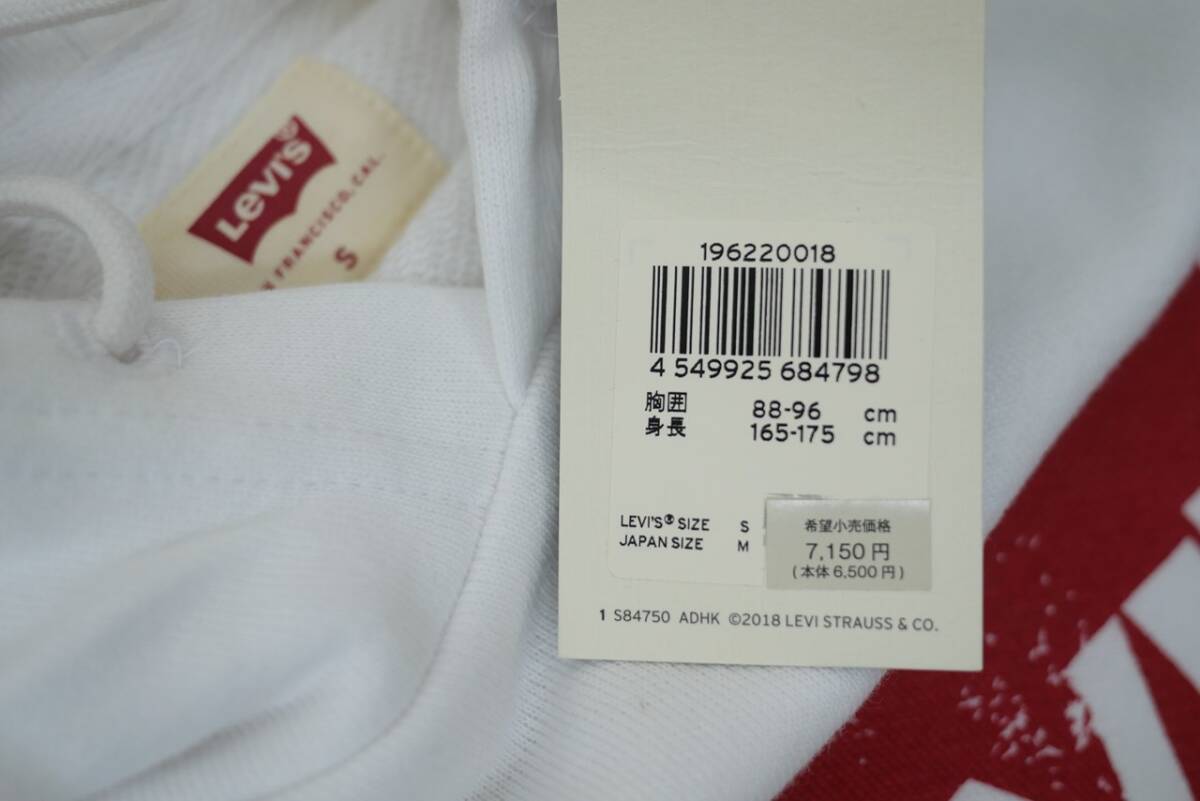 LEVI'S®
FRANCISCO, CAL.
S
196220018
4 549925 684798
胸囲 88-96 cm
身長 165-175 cm
LEVI'S® SIZE S
JAPAN SIZE M
希望小売価格
7,150円
(本体6,500円)
1 S84750 ADHK ©2018 LEVI STRAUSS & CO.